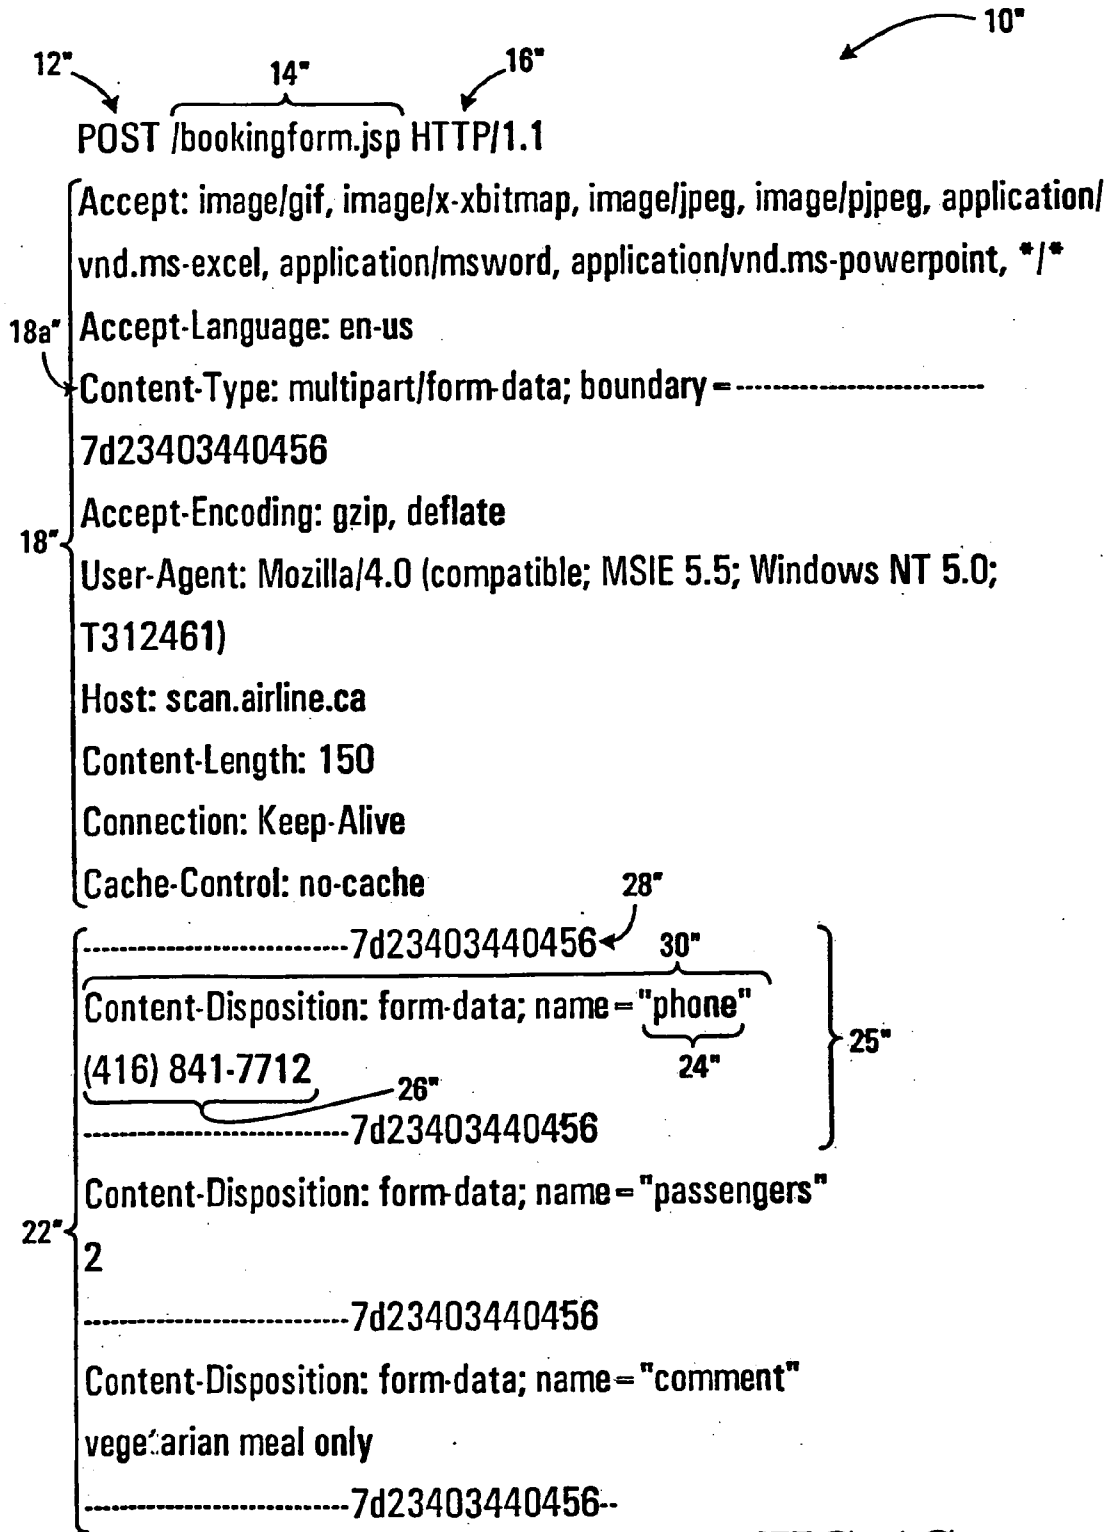 10"
12" 14" 16"
POST /bookingform.jsp HTTP/1.1
Accept: image/gif, image/x-xbitmap, image/jpeg, image/pjpeg, application/
vnd.ms-excel, application/msword, application/vnd.ms-powerpoint, */*
18a" Accept-Language: en-us
Content-Type: multipart/form-data; boundary=--------------------------
7d23403440456
Accept-Encoding: gzip, deflate
18"
User-Agent: Mozilla/4.0 (compatible; MSIE 5.5; Windows NT 5.0;
T312461)
Host: scan.airline.ca
Content-Length: 150
Connection: Keep-Alive
Cache-Control: no-cache
28"
----------------------------7d23403440456
30"
Content-Disposition: form-data; name="phone"
25"
24"
(416) 841-7712
26"
----------------------------7d23403440456
Content-Disposition: form-data; name="passengers"
22"
2
----------------------------7d23403440456
Content-Disposition: form-data; name="comment"
vegetarian meal only
----------------------------7d23403440456--